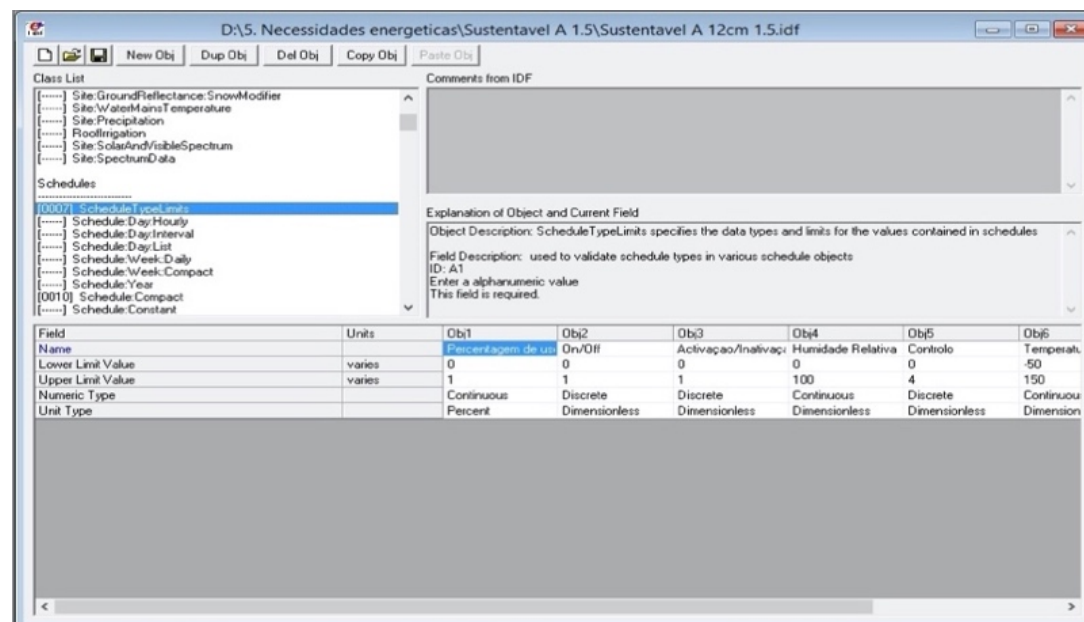 D:\5. Necessidades energeticas\Sustentavel A 1.5\Sustentavel A 12cm 1.5.idf
New Obj Dup Obj Del Obj Copy Obj Paste Obj
Class List
[------] Site:GroundReflectance:SnowModifier
[------] Site:WaterMainsTemperature
[------] Site:Precipitation
[------] RoofIrrigation
[------] Site:SolarAndVisibleSpectrum
[------] Site:SpectrumData
Schedules
-------------------------
[0007] ScheduleTypeLimits
[------] Schedule:Day:Hourly
[------] Schedule:Day:Interval
[------] Schedule:Day:List
[------] Schedule:Week:Daily
[------] Schedule:Week:Compact
[------] Schedule:Year
[0010] Schedule:Compact
[------] Schedule:Constant
Comments from IDF
Explanation of Object and Current Field
Object Description: ScheduleTypeLimits specifies the data types and limits for the values contained in schedules
Field Description: used to validate schedule types in various schedule objects
ID: A1
Enter a alphanumeric value
This field is required.
Field Units Obj1 Obj2 Obj3 Obj4 Obj5 Obj6
Name Percentagem de us On/Off Activaçao/Inativaç Humidade Relativa Controlo Temperatu
Lower Limit Value varies 0 0 0 0 0 -50
Upper Limit Value varies 1 1 1 100 4 150
Numeric Type Continuous Discrete Discrete Continuous Discrete Continuou
Unit Type Percent Dimensionless Dimensionless Dimensionless Dimensionless Dimension